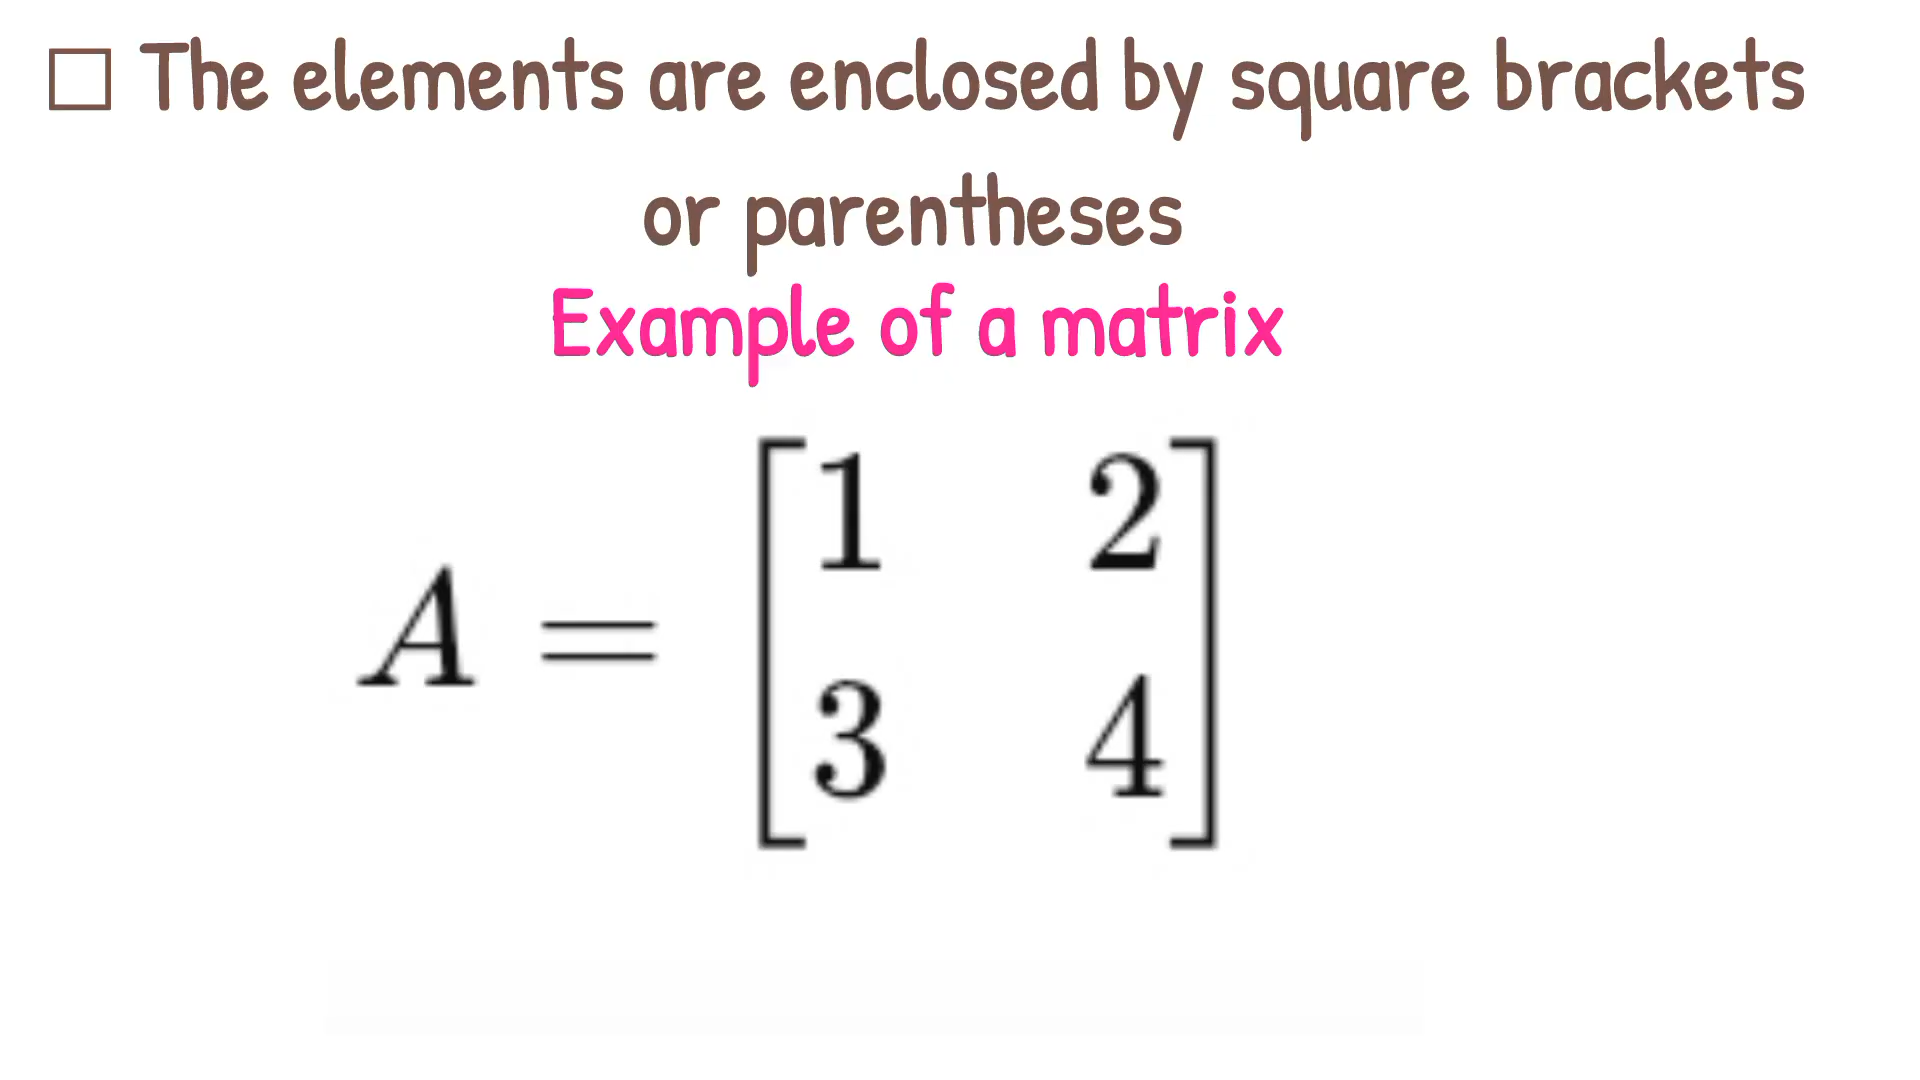 □ The elements are enclosed by square brackets
or parentheses
Example of a matrix
A = [1 2
3 4]